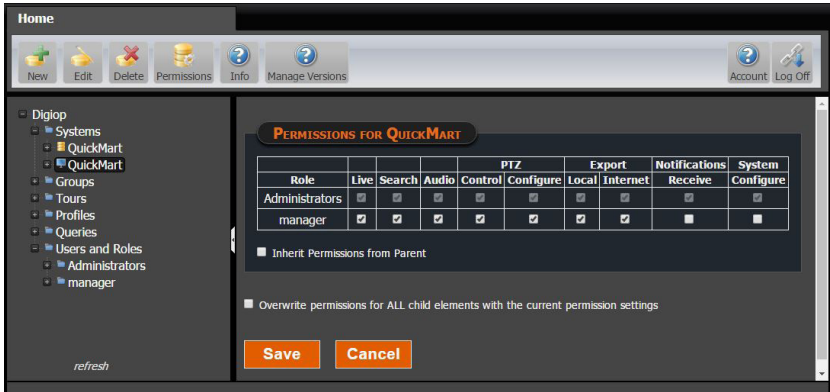 Home
New Edit Delete Permissions Info Manage Versions Account Log Off
Digiop
Systems
QuickMart
QuickMart
Groups
Tours
Profiles
Queries
Users and Roles
Administrators
manager
refresh
Permissions for QuickMart
PTZ Export Notifications System
Role Live Search Audio Control Configure Local Internet Receive Configure
Administrators
manager
Inherit Permissions from Parent
Overwrite permissions for ALL child elements with the current permission settings
Save Cancel